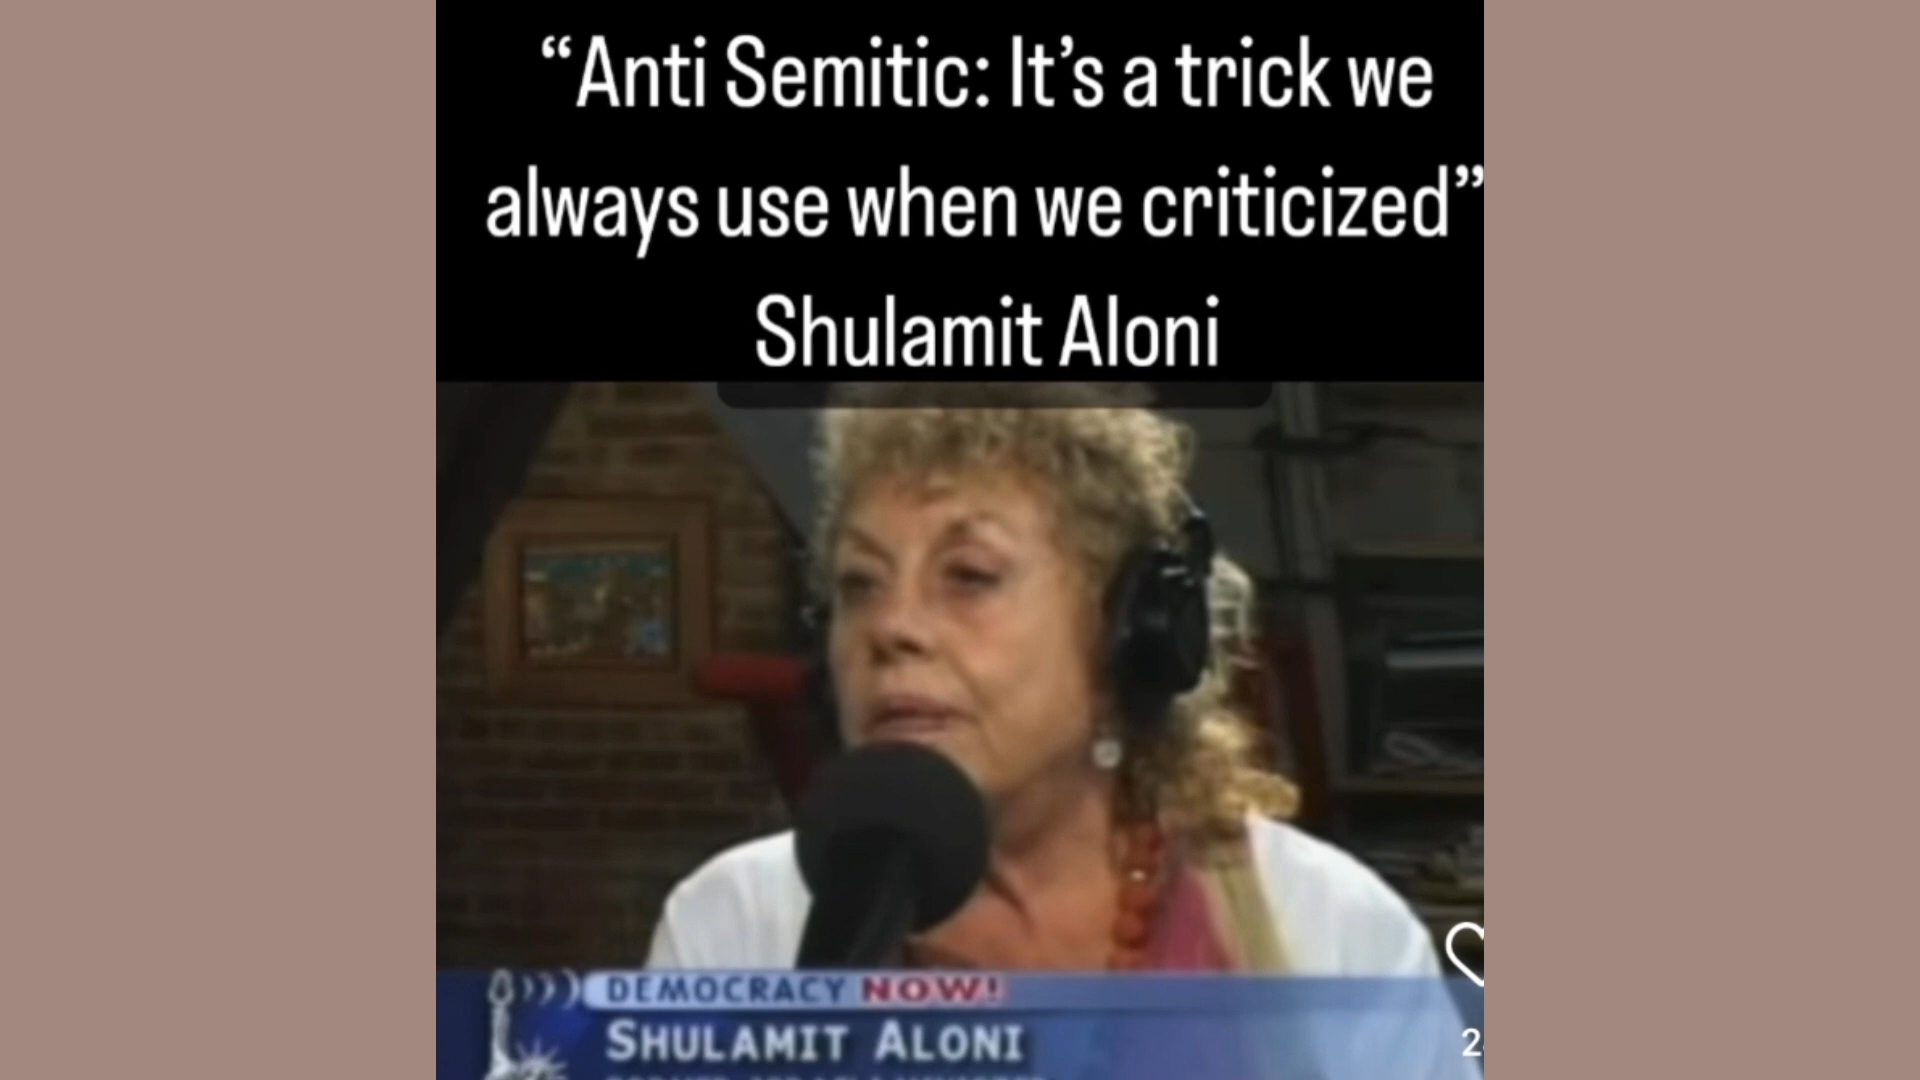 “Anti Semitic: It’s a trick we
always use when we criticized”
Shulamit Aloni
DEMOCRACY NOW!
SHULAMIT ALONI